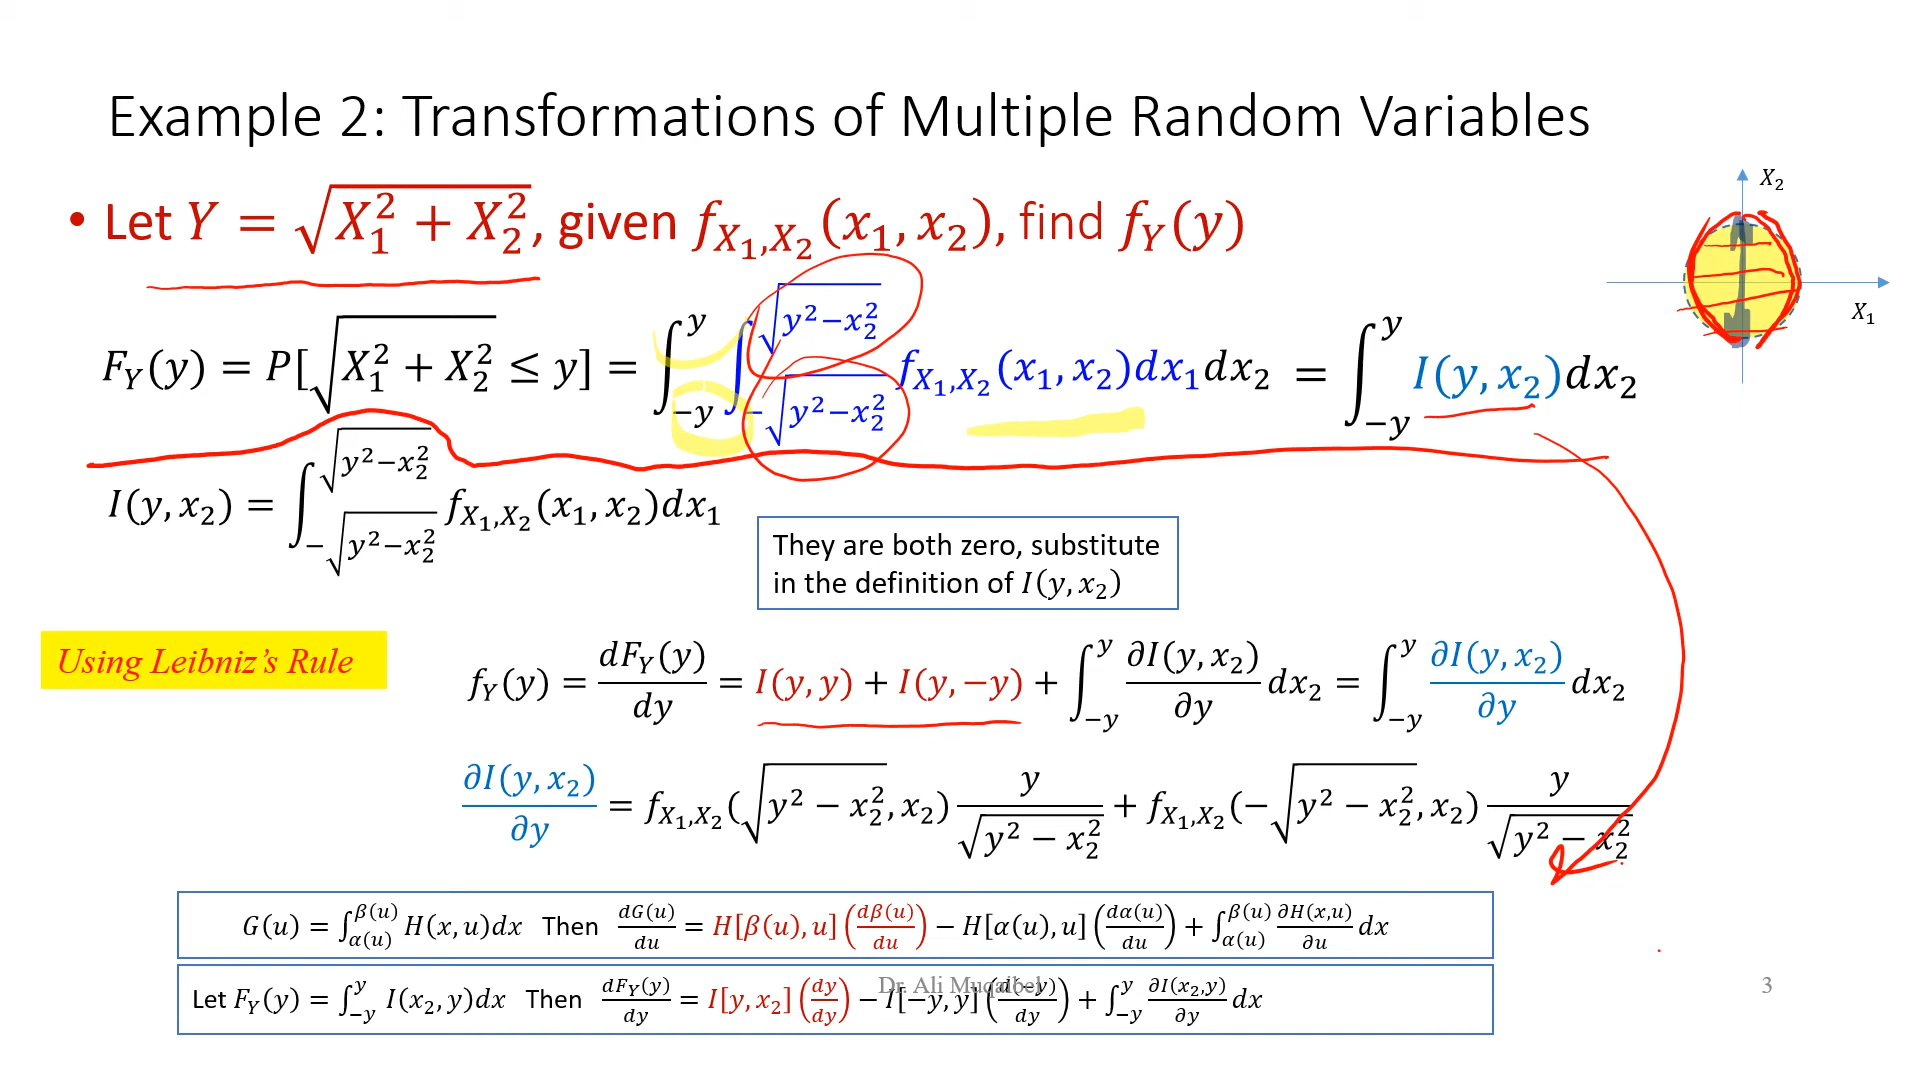 Example 2: Transformations of Multiple Random Variables
X₂
X₁
• Let Y = √(X₁² + X₂²), given f_{X₁,X₂}(x₁, x₂), find f_Y(y)
F_Y(y) = P[√(X₁² + X₂²) ≤ y] = ∫_{−y}^{y} ∫_{−√(y²−x₂²)}^{√(y²−x₂²)} f_{X₁,X₂}(x₁, x₂)dx₁dx₂ = ∫_{−y}^{y} I(y, x₂)dx₂
I(y, x₂) = ∫_{−√(y²−x₂²)}^{√(y²−x₂²)} f_{X₁,X₂}(x₁, x₂)dx₁
They are both zero, substitute
in the definition of I(y, x₂)
Using Leibniz’s Rule
f_Y(y) = dF_Y(y)/dy = I(y, y) + I(y, −y) + ∫_{−y}^{y} ∂I(y, x₂)/∂y dx₂ = ∫_{−y}^{y} ∂I(y, x₂)/∂y dx₂
∂I(y, x₂)/∂y = f_{X₁,X₂}(√(y² − x₂²), x₂) y/√(y² − x₂²) + f_{X₁,X₂}(−√(y² − x₂²), x₂) y/√(y² − x₂²)
G(u) = ∫_{α(u)}^{β(u)} H(x, u)dx Then dG(u)/du = H[β(u), u](dβ(u)/du) − H[α(u), u](dα(u)/du) + ∫_{α(u)}^{β(u)} ∂H(x,u)/∂u dx
Let F_Y(y) = ∫_{−y}^{y} I(x₂, y)dx Then dF_Y(y)/dy = I[y, x₂](dy/dy) − I[−y, y](d(−y)/dy) + ∫_{−y}^{y} ∂I(x₂,y)/∂y dx
Dr. Ali Muqaibel
3